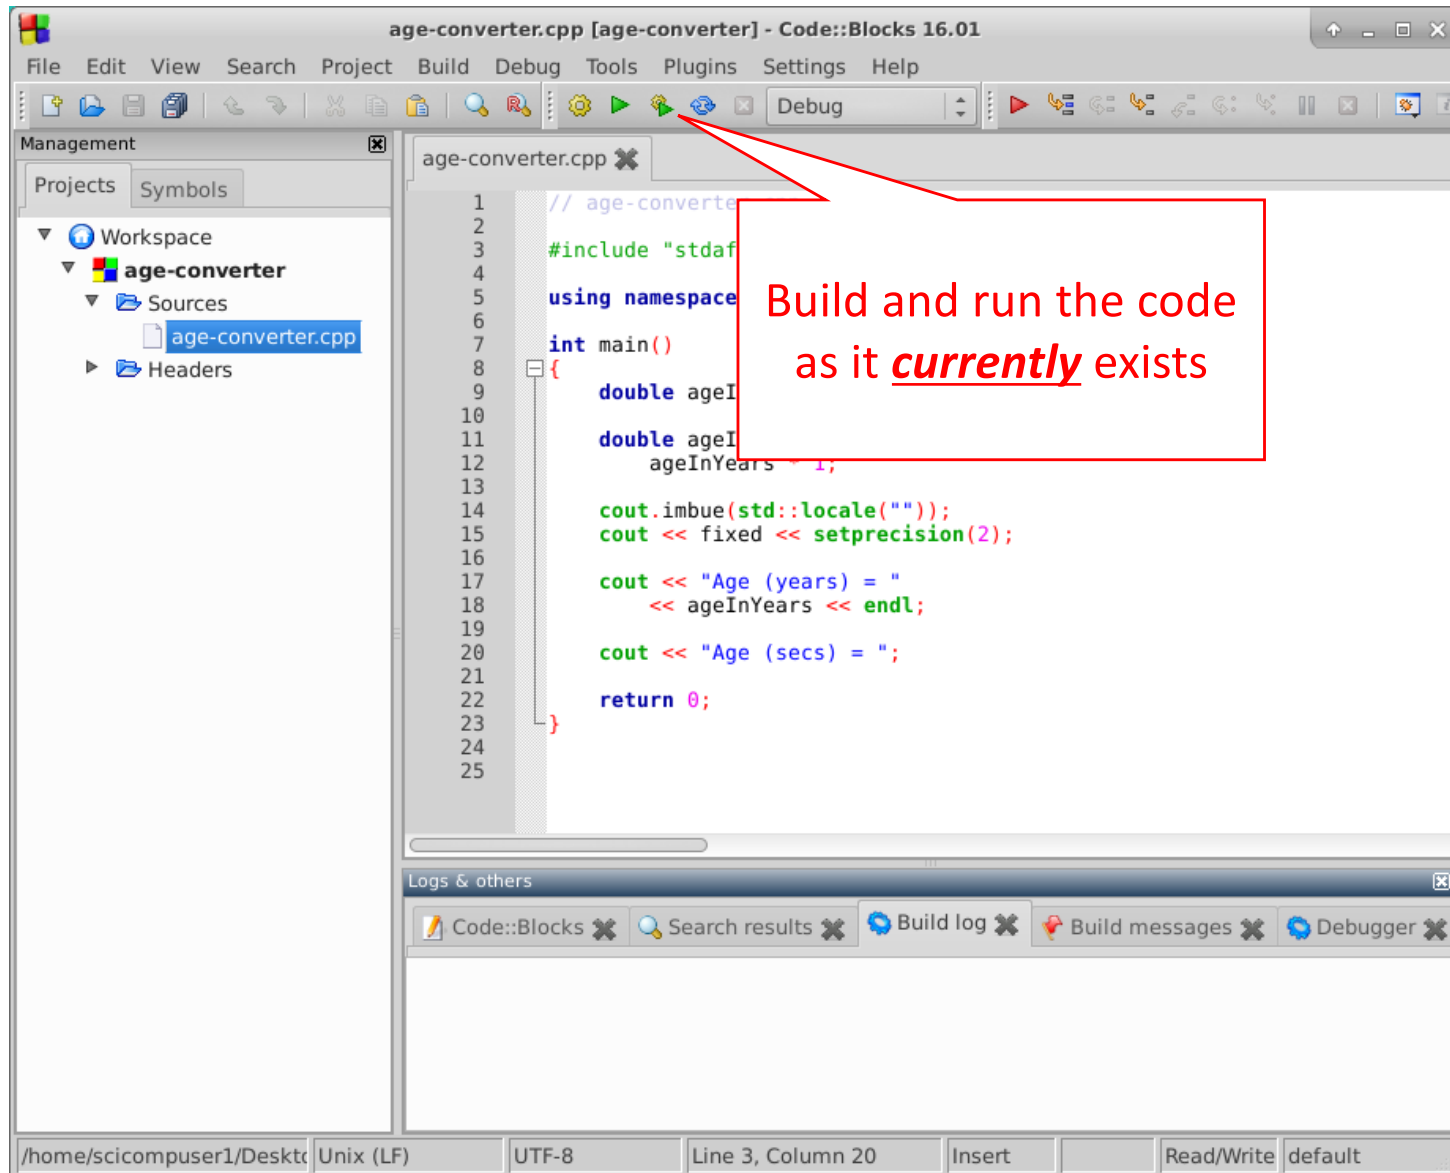 age-converter.cpp [age-converter] - Code::Blocks 16.01
File Edit View Search Project Build Debug Tools Plugins Settings Help
Debug
Management
Projects Symbols
Workspace
age-converter
Sources
age-converter.cpp
Headers
age-converter.cpp
1 // age-converte
2
3 #include "stdaf
4
5 using namespace
6
7 int main()
8 {
9 double ageI
10
11 double ageI
12 ageInYears * 1;
13
14 cout.imbue(std::locale(""));
15 cout << fixed << setprecision(2);
16
17 cout << "Age (years) = "
18 << ageInYears << endl;
19
20 cout << "Age (secs) = ";
21
22 return 0;
23 }
24
25
Build and run the code
as it currently exists
Logs & others
Code::Blocks Search results Build log Build messages Debugger
/home/scicompuser1/Deskto Unix (LF) UTF-8 Line 3, Column 20 Insert Read/Write default